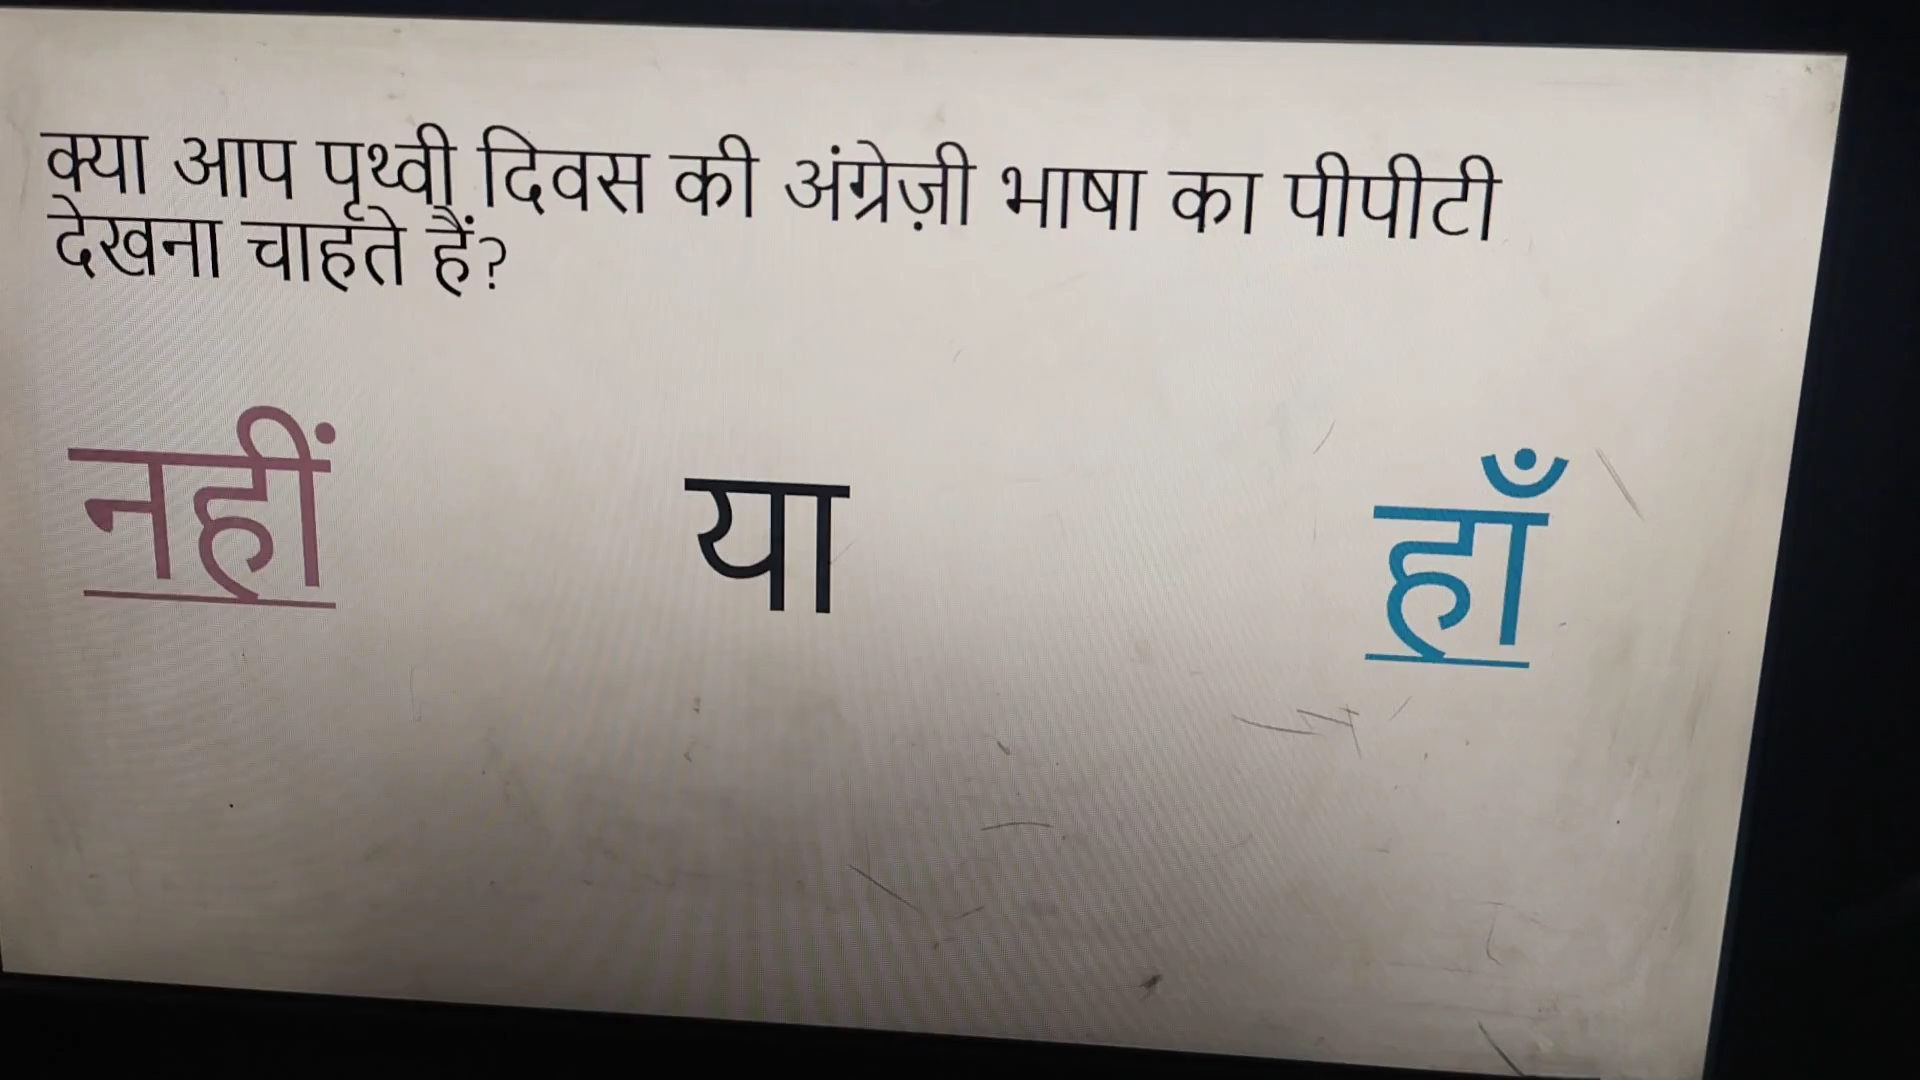 क्या आप पृथ्वी दिवस की अंग्रेज़ी भाषा का पीपीटी
देखना चाहते हैं?
नहीं या हाँ